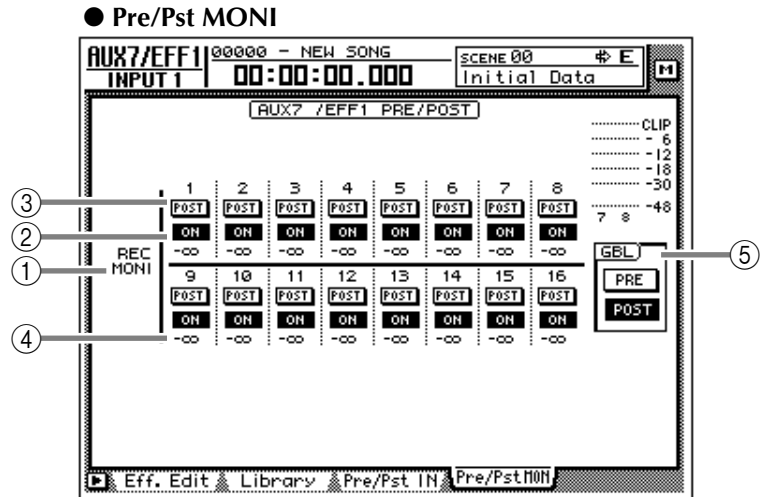 ● Pre/Pst MONI
AUX7/EFF1 00000 - NEW SONG SCENE 00 E
INPUT 1 00:00:00.000 Initial Data M
AUX7 /EFF1 PRE/POST
CLIP
- 6
-12
-18
-30
-48
7 8
1 2 3 4 5 6 7 8
③ POST POST POST POST POST POST POST POST
② ON ON ON ON ON ON ON ON
-∞ -∞ -∞ -∞ -∞ -∞ -∞ -∞
① REC MONI
9 10 11 12 13 14 15 16
POST POST POST POST POST POST POST POST
ON ON ON ON ON ON ON ON
④ -∞ -∞ -∞ -∞ -∞ -∞ -∞ -∞
GBL ⑤
PRE
POST
Eff. Edit Library Pre/Pst IN Pre/PstMON